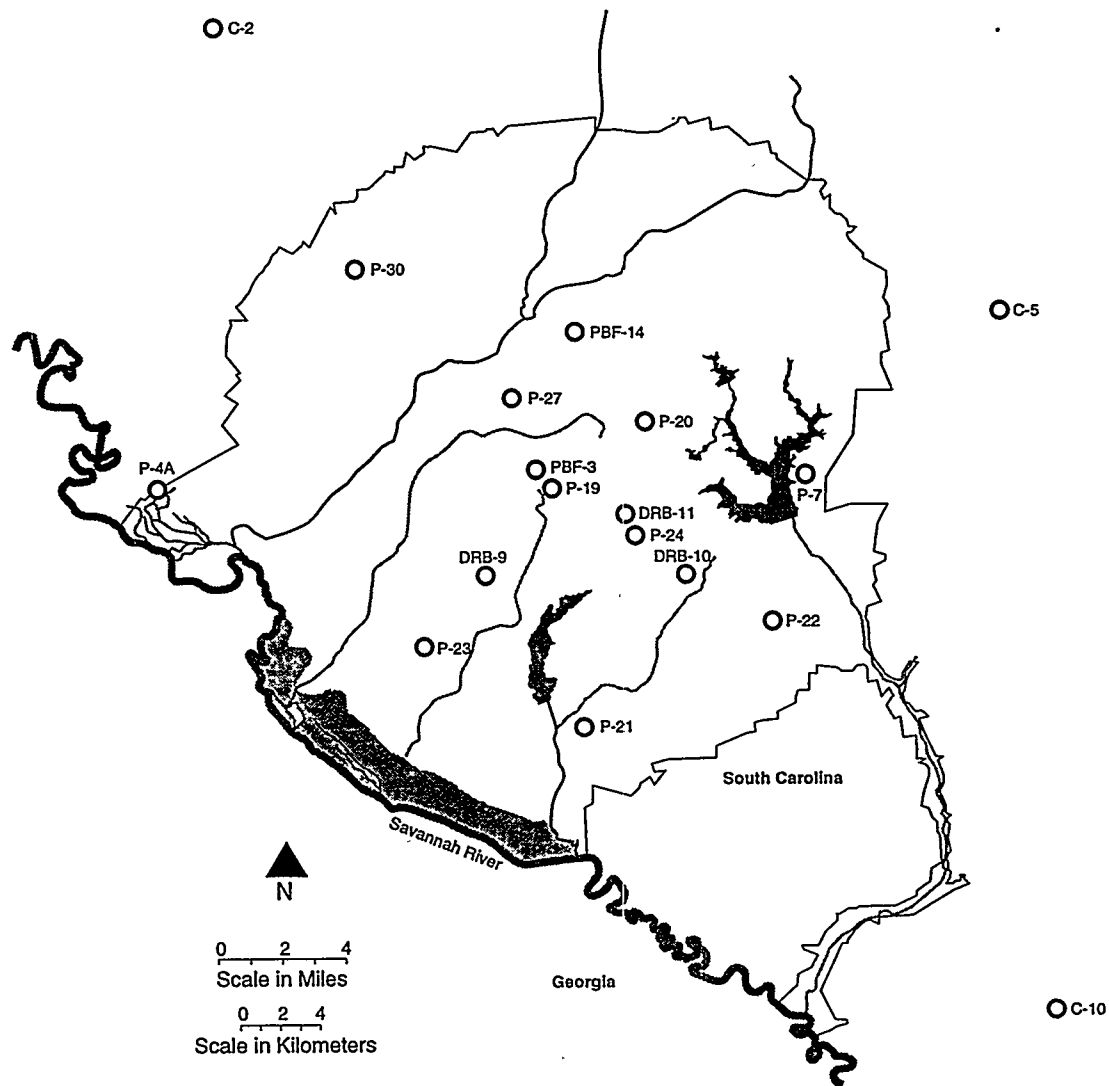 C-2
P-30
C-5
PBF-14
P-27
P-20
P-4A
PBF-3
P-19
P-7
DRB-11
P-24
DRB-9
DRB-10
P-22
P-23
P-21
South Carolina
Savannah River
N
0 2 4
Scale in Miles
Georgia
0 2 4
Scale in Kilometers
C-10